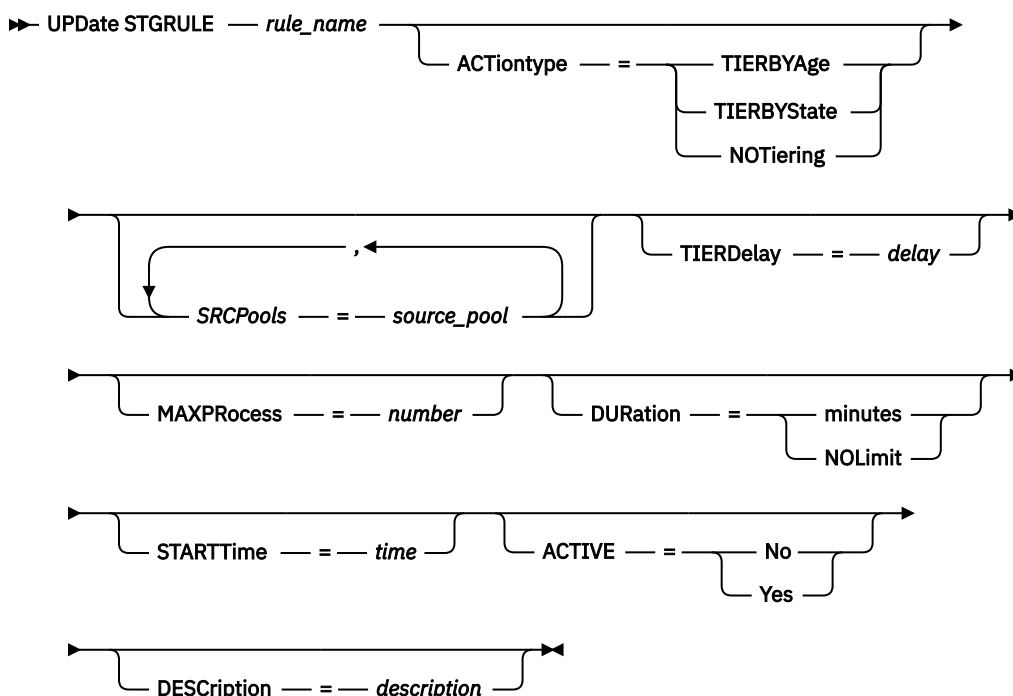 UPDate STGRULE rule_name
ACTiontype = TIERBYAge
TIERBYState
NOTiering
,
SRCPools = source_pool
TIERDelay = delay
MAXPRocess = number
DURation = minutes
NOLimit
STARTTime = time
ACTIVE = No
Yes
DESCription = description